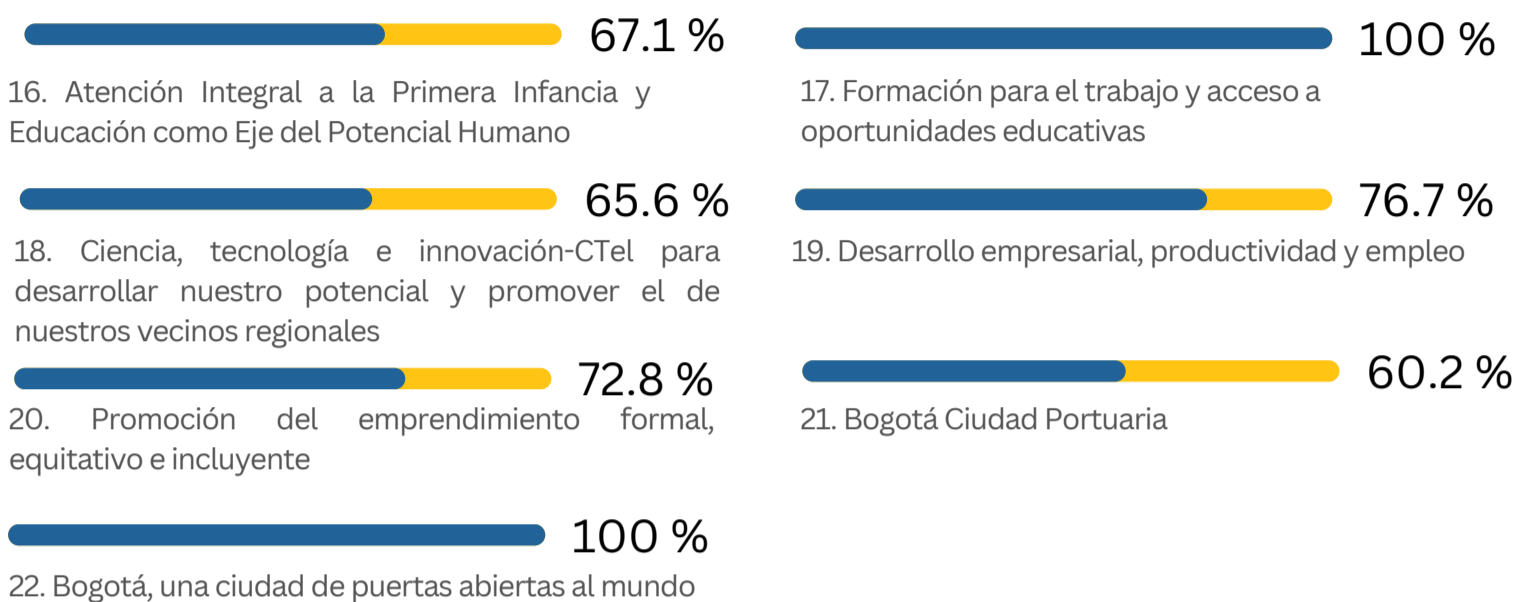 67.1 %
16. Atención Integral a la Primera Infancia y
Educación como Eje del Potencial Humano
100 %
17. Formación para el trabajo y acceso a
oportunidades educativas
65.6 %
18. Ciencia, tecnología e innovación-CTeI para
desarrollar nuestro potencial y promover el de
nuestros vecinos regionales
76.7 %
19. Desarrollo empresarial, productividad y empleo
72.8 %
20. Promoción del emprendimiento formal,
equitativo e incluyente
60.2 %
21. Bogotá Ciudad Portuaria
100 %
22. Bogotá, una ciudad de puertas abiertas al mundo